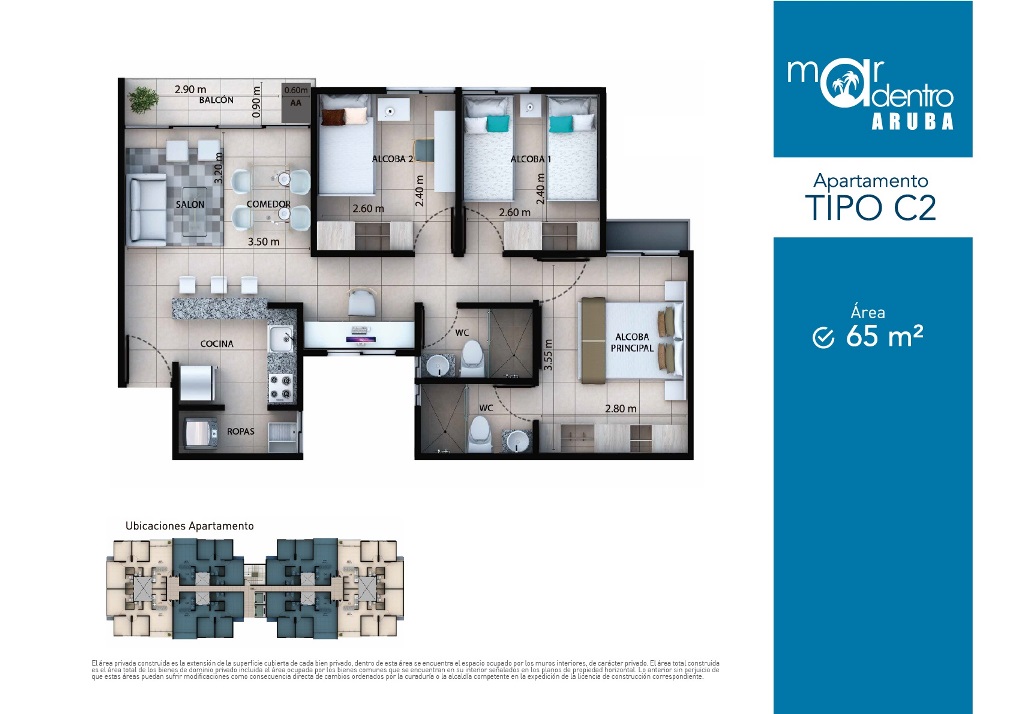 2.90 m
BALCÓN
0.90 m
0.60m
AA
3.20 m
SALÓN
COMEDOR
3.50 m
ALCOBA 2
2.40 m
2.60 m
ALCOBA 1
2.40 m
2.60 m
COCINA
ROPAS
WC
WC
3.55 m
ALCOBA
PRINCIPAL
2.80 m
mar
adentro
ARUBA
Apartamento
TIPO C2
Área
65 m²
Ubicaciones Apartamento
El área privada construida es la extensión de la superficie cubierta de cada bien privado, dentro de esta área se encuentra el espacio ocupado por los muros interiores, de carácter privado. El área total construida
es el área total de los bienes de dominio privado incluida el área ocupada por los bienes comunes que se encuentran en su interior señalados en los planos de propiedad horizontal. Lo anterior sin perjuicio de
que estas áreas puedan sufrir modificaciones como consecuencia directa de cambios ordenados por la curaduría o la alcaldía competente en la expedición de la licencia de construcción correspondiente.